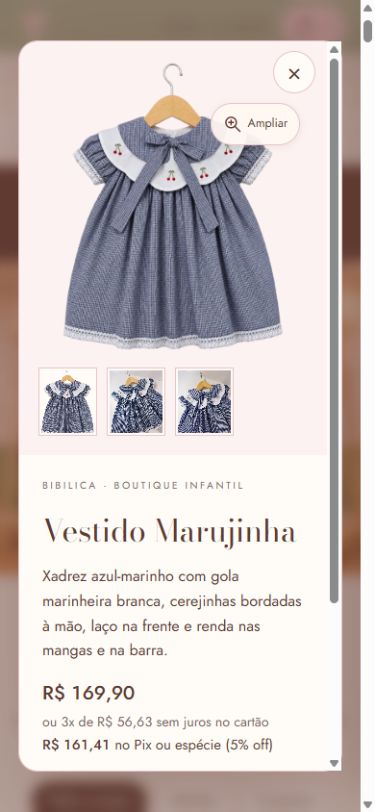 Ampliar
BIBILICA · BOUTIQUE INFANTIL
Vestido Marujinha
Xadrez azul-marinho com gola
marinheira branca, cerejinhas bordadas
à mão, laço na frente e renda nas
mangas e na barra.
R$ 169,90
ou 3x de R$ 56,63 sem juros no cartão
R$ 161,41 no Pix ou espécie (5% off)